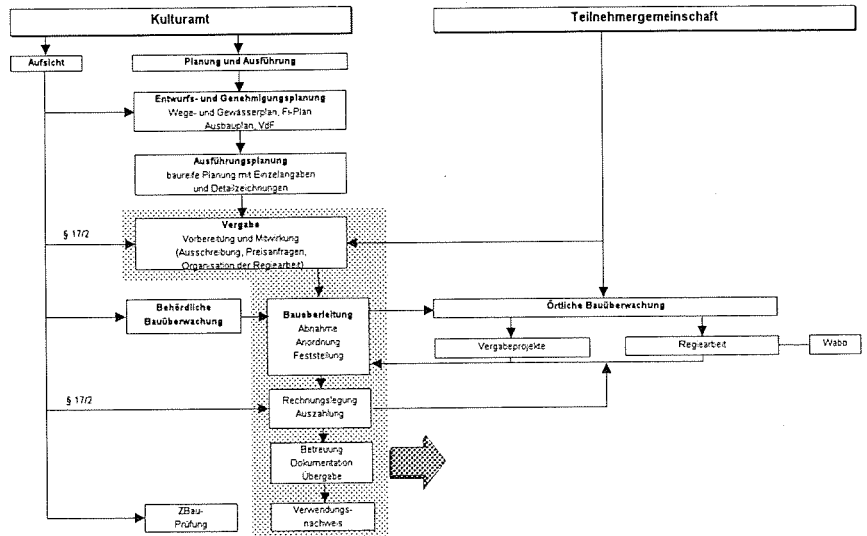 Kulturamt
Teilnehmergemeinschaft
Aufsicht
Planung und Ausführung
Entwurfs- und Genehmigungsplanung
Wege- und Gewässerplan, FI-Plan
Ausbauplan, VdF
Ausführungsplanung
baureife Planung mit Einzelangaben
und Detailzeichnungen
§ 17/2
Vergabe
Vorbereitung und Mitwirkung
(Ausschreibung, Preisanfragen,
Organisation der Regiearbeit)
Behördliche
Bauüberwachung
Bauoberleitung
Abnahme
Anordnung
Feststellung
Örtliche Bauüberwachung
Vergabeprojekte
Regiearbeit
Wabo
§ 17/2
Rechnungslegung
Auszahlung
Betreuung
Dokumentation
Übergabe
ZBau-
Prüfung
Verwendungs-
nachweis